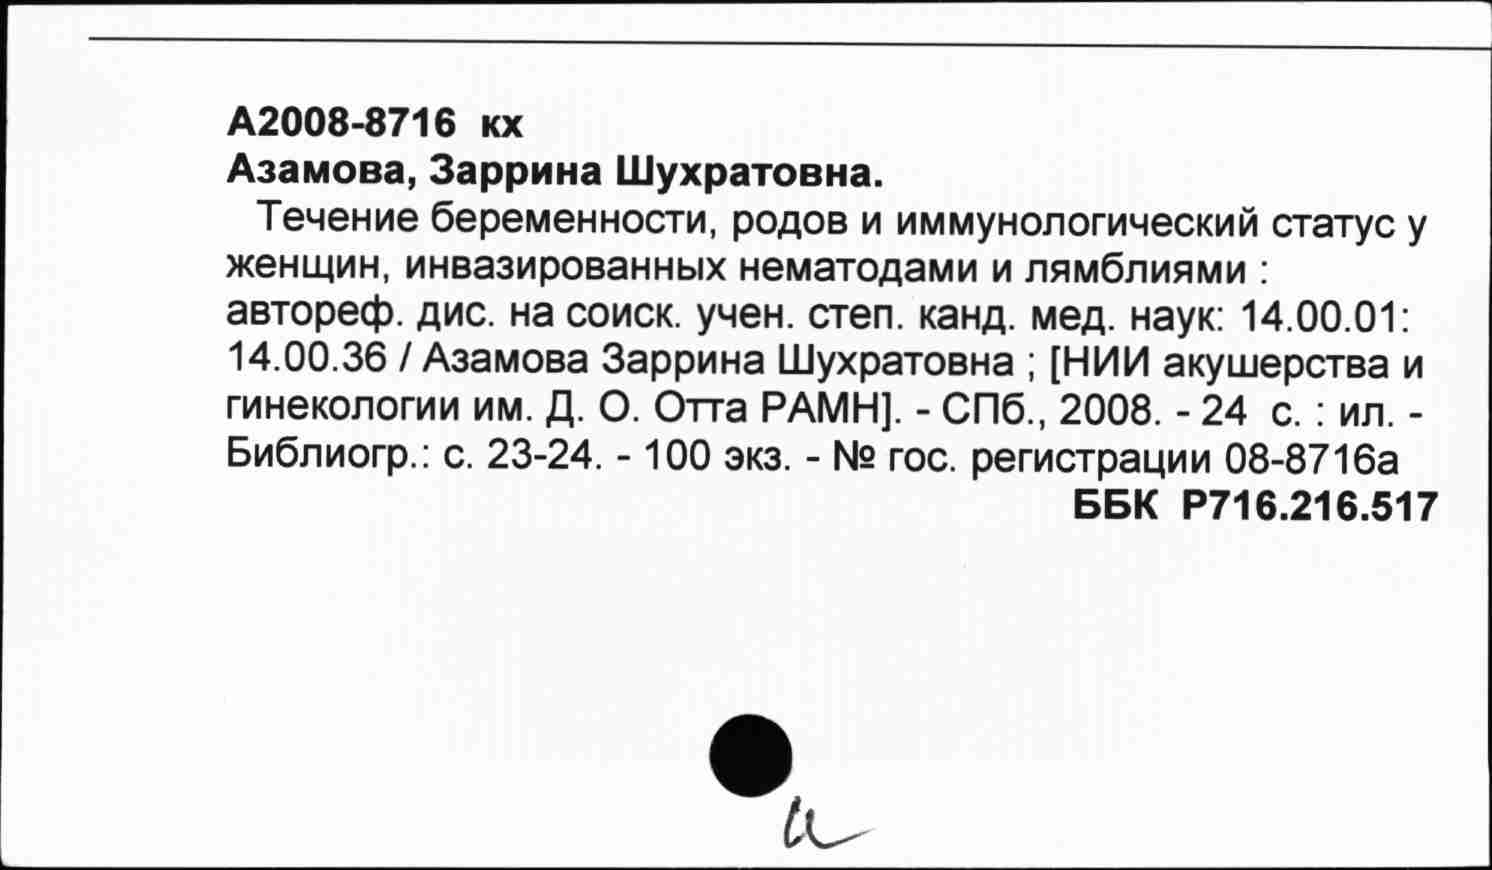 А2008-8716 кх
Азамова, Заррина Шухратовна.
Течение беременности, родов и иммунологический статус у
женщин, инвазированных нематодами и лямблиями :
автореф. дис. на соиск. учен. степ. канд. мед. наук: 14.00.01:
14.00.36 / Азамова Заррина Шухратовна ; [НИИ акушерства и
гинекологии им. Д. О. Отта РАМН]. - СПб., 2008. - 24 с. : ил. -
Библиогр.: с. 23-24. - 100 экз. - № гос. регистрации 08-8716а
ББК Р716.216.517